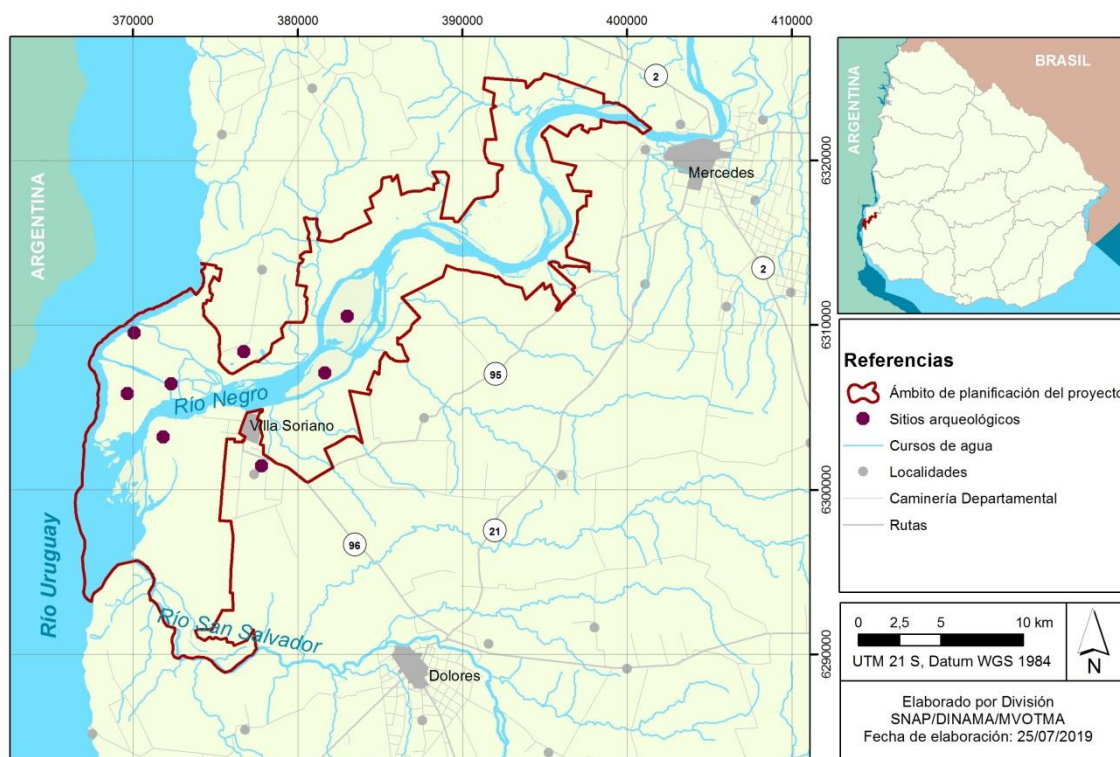 370000
380000
390000
400000
410000
6320000
6310000
6300000
6290000
ARGENTINA
2
Mercedes
2
95
Río Negro
Villa Soriano
21
96
Río Uruguay
Río San Salvador
Dolores
BRASIL
ARGENTINA
Referencias
Ámbito de planificación del proyecto
Sitios arqueológicos
Cursos de agua
Localidades
Caminería Departamental
Rutas
0 2,5 5 10 km
UTM 21 S, Datum WGS 1984
N
Elaborado por División
SNAP/DINAMA/MVOTMA
Fecha de elaboración: 25/07/2019